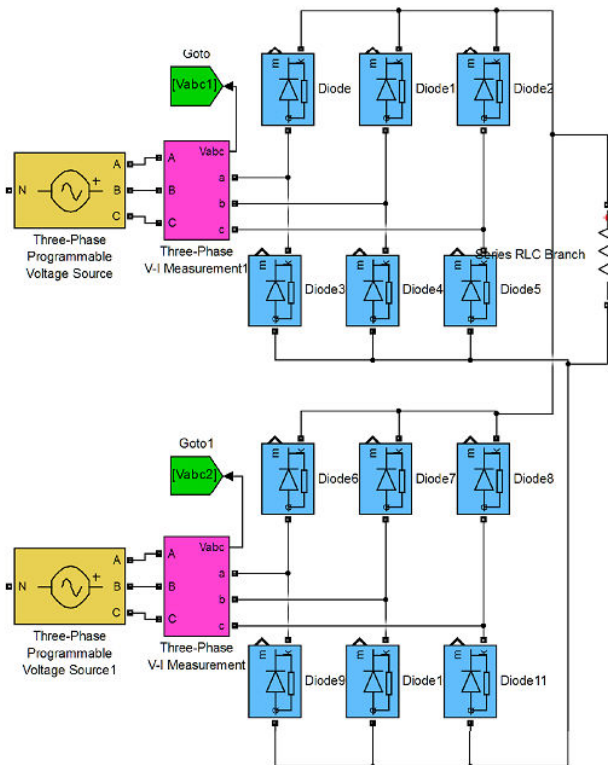 Goto
[Vabc1]
m k
Diode
m k
Diode1
m k
Diode2
N
+
A
B
C
A
B
C
Vabc
a
b
c
Three-Phase
Programmable
Voltage Source
Three-Phase
V-I Measurement1
Series RLC Branch
m k
Diode3
m k
Diode4
m k
Diode5
Goto1
[Vabc2]
m k
Diode6
m k
Diode7
m k
Diode8
N
+
A
B
C
A
B
C
Vabc
a
b
c
Three-Phase
Programmable
Voltage Source1
Three-Phase
V-I Measurement
m k
Diode9
m k
Diode1
m k
Diode11